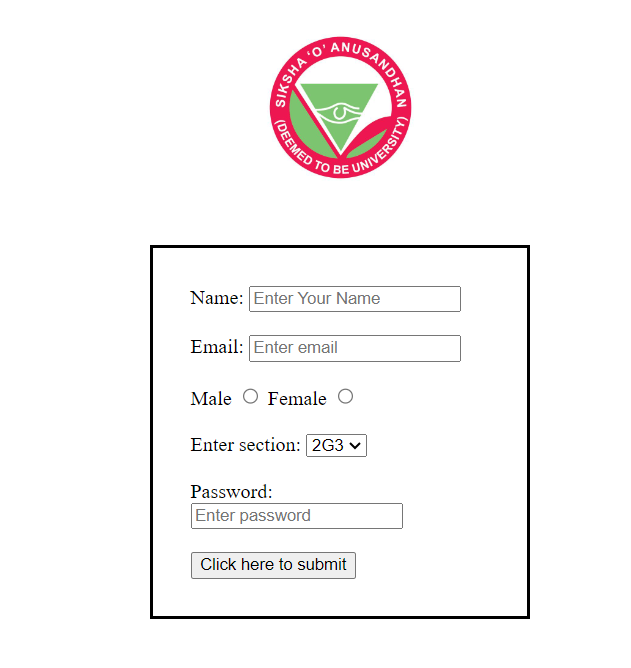 SIKSHA 'O' ANUSANDHAN
(DEEMED TO BE UNIVERSITY)
Name: Enter Your Name
Email: Enter email
Male Female
Enter section: 2G3
Password:
Enter password
Click here to submit